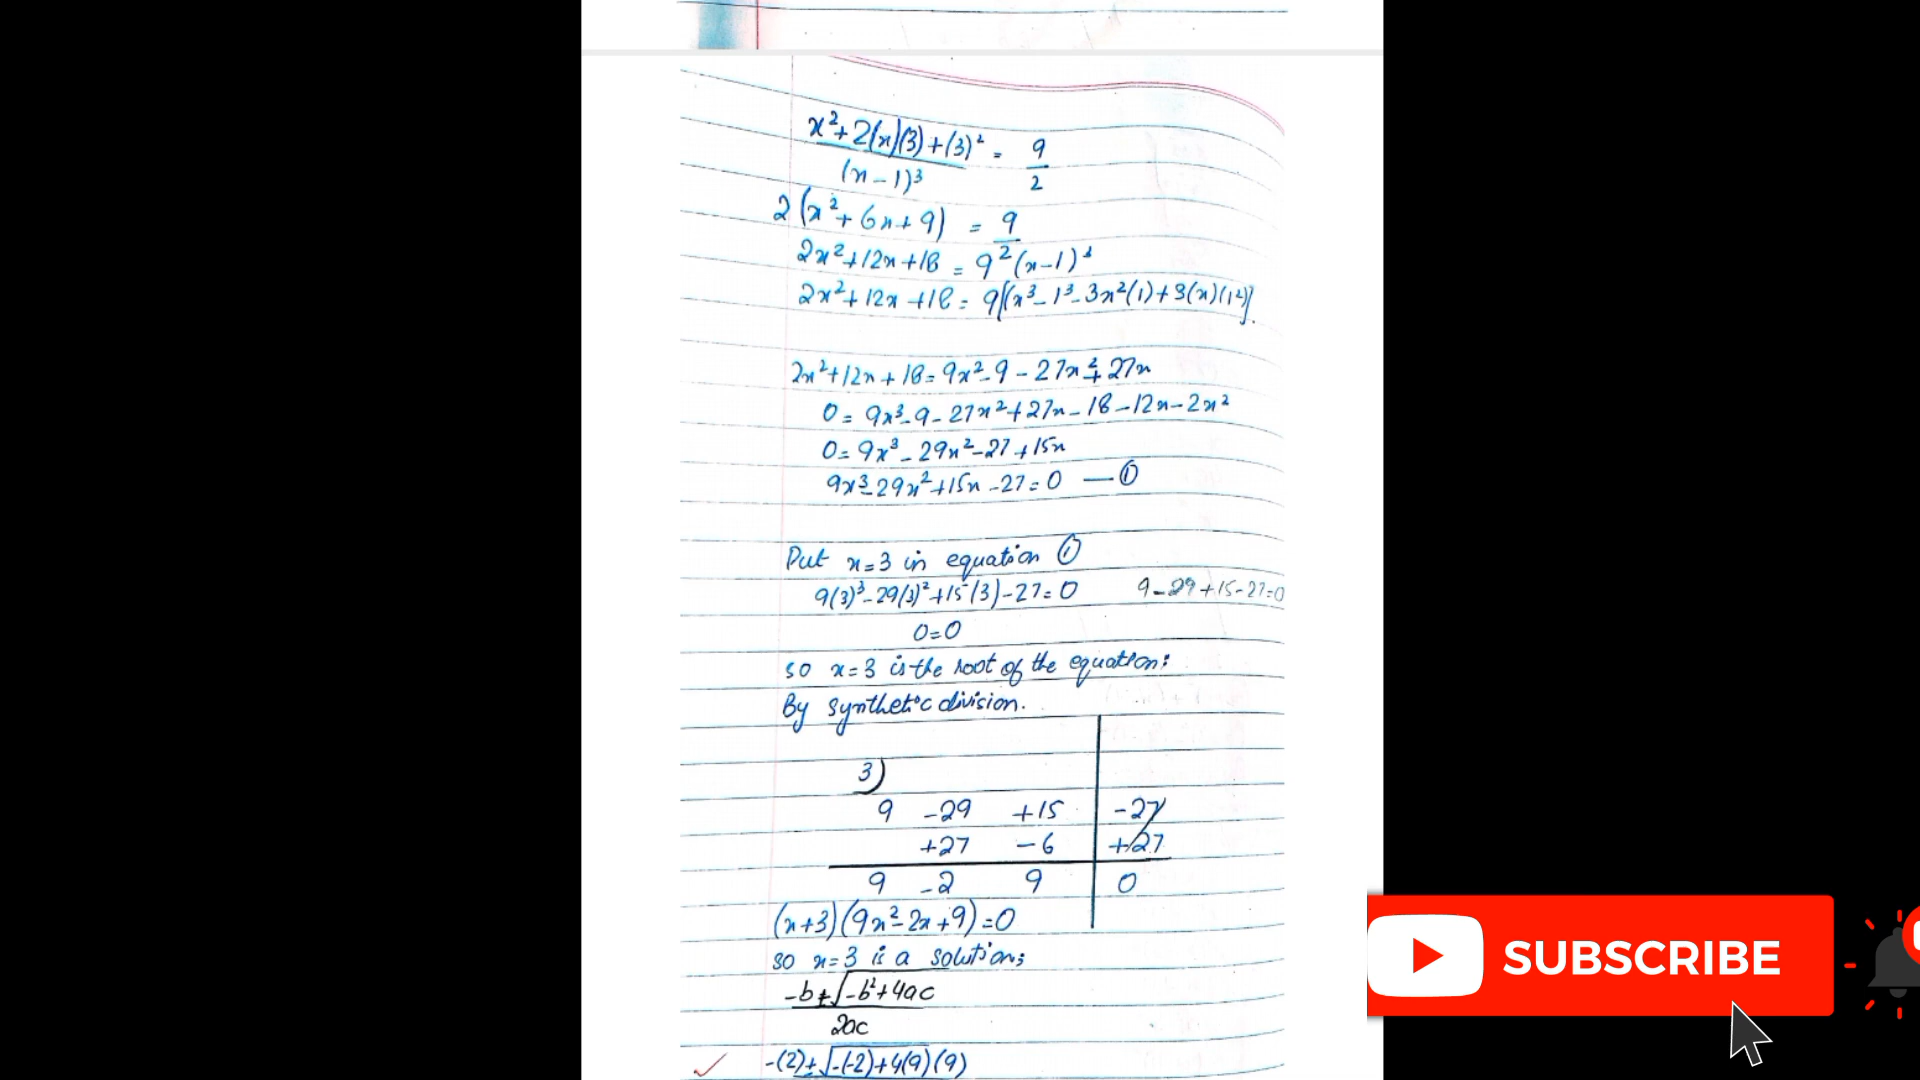 x²+2(x)(3)+(3)² = 9
(x-1)³ 2
2(x²+6x+9) = 9
2x²+12x+18 = 9 2 (x-1)³
2x²+12x+18 = 9[(x³-1³-3x²(1)+3(x)(1²)]
2x²+12x+18 = 9x²-9-27x²+27x
0 = 9x³-9-27x²+27x-18-12x-2x²
0 = 9x³-29x²-27+15x
9x³-29x²+15x-27=0 —①
Put x=3 in equation ①
9(3)³-29(3)²+15(3)-27=0 9-29+15-27=0
0=0
so x=3 is the root of the equation:
By synthetic division.
3)
9 -29 +15 -27
+27 -6 +27
9 -2 9 0
(x+3)(9x²-2x+9)=0
so x=3 is a solution;
-b±√-b²+4ac
2ac
-(2)±√-(-2)+4(9)(9)
SUBSCRIBE